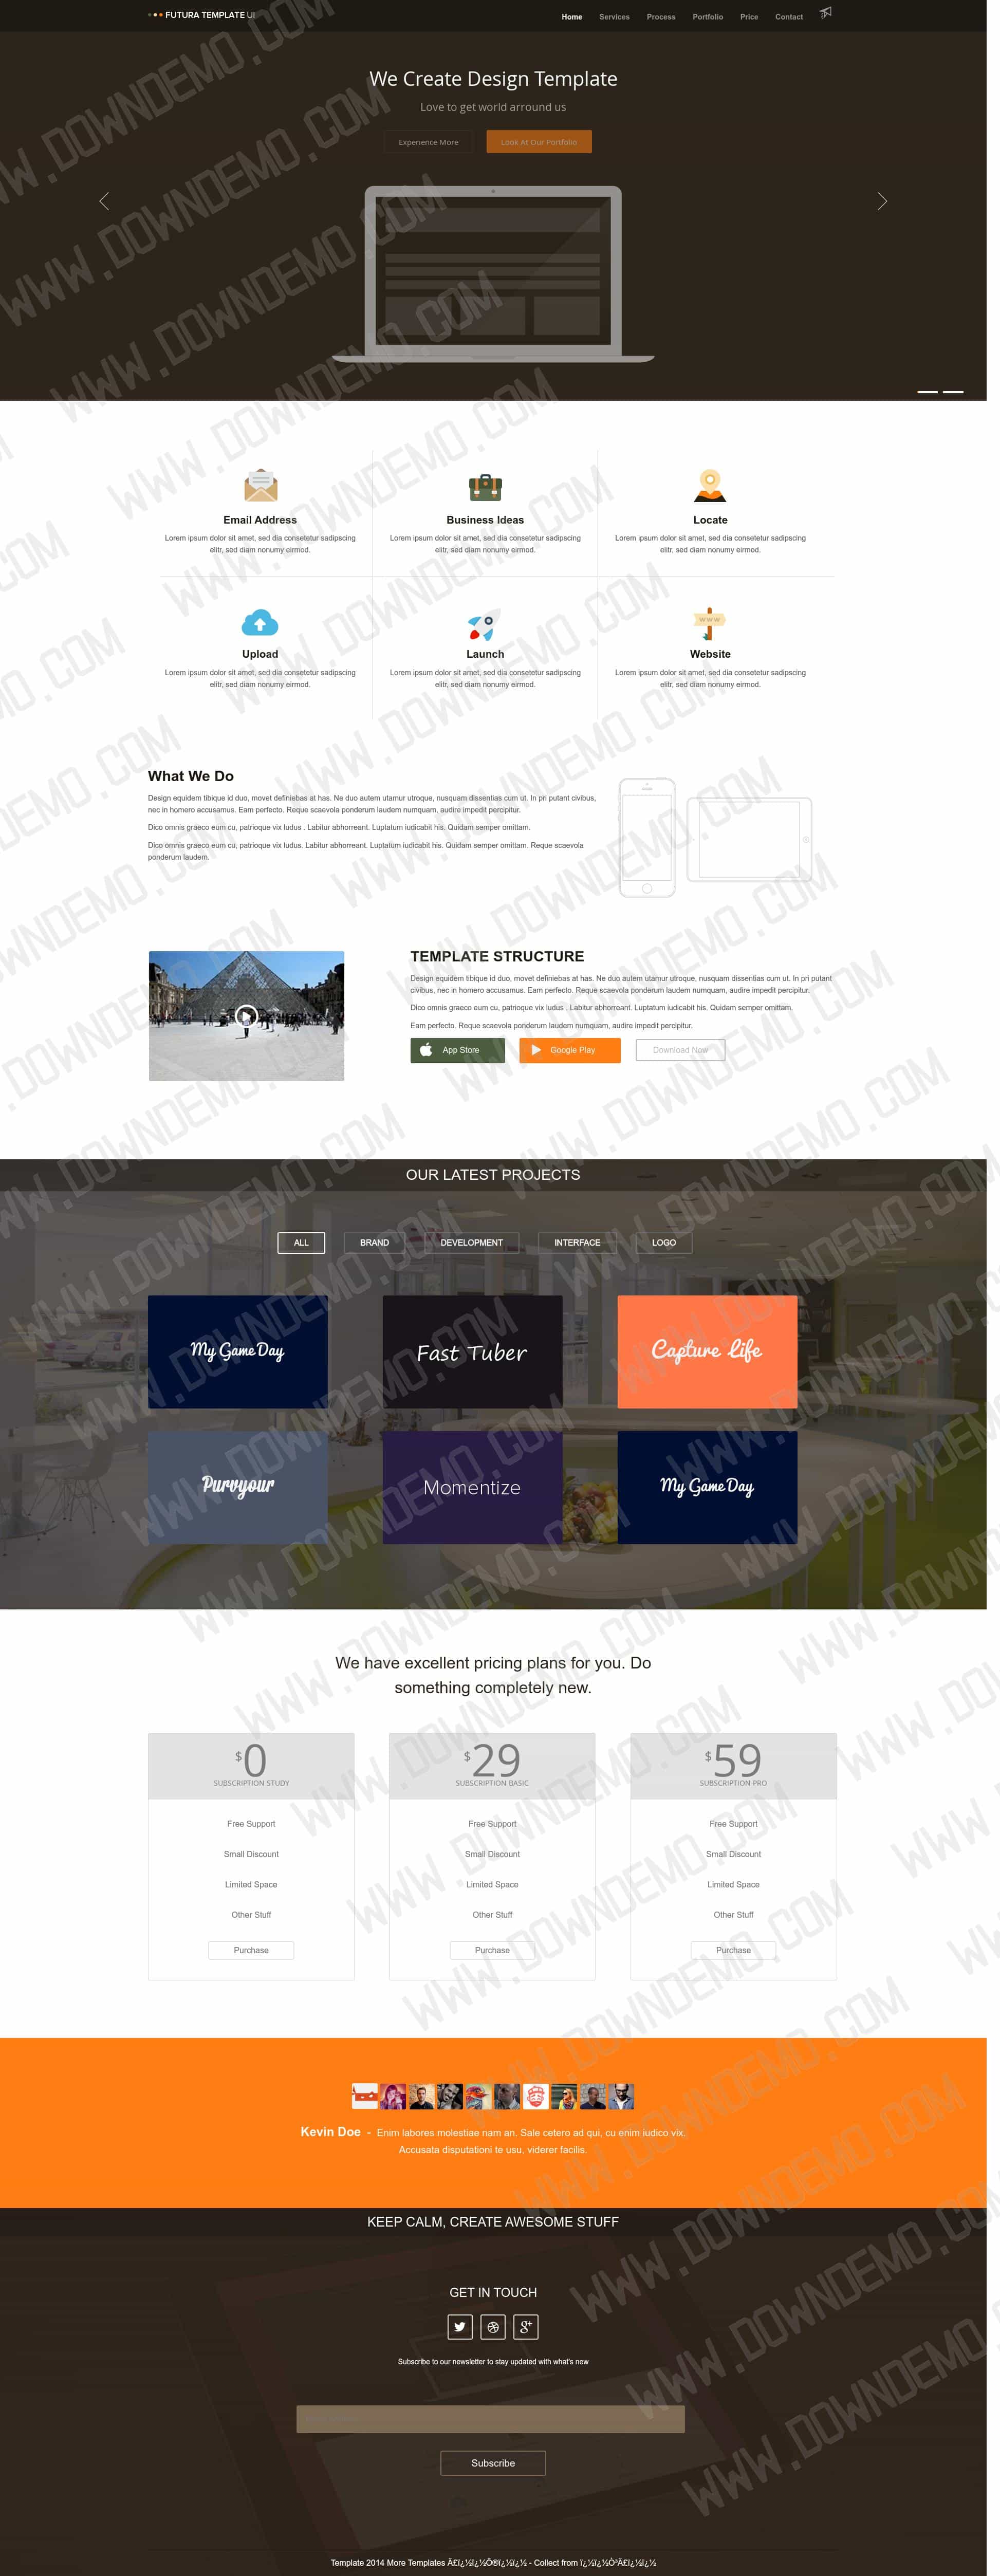 FUTURA TEMPLATE UI
Home Services Process Portfolio Price Contact
We Create Design Template
Love to get world arround us
Experience More
Look At Our Portfolio
Email Address
Lorem ipsum dolor sit amet, sed dia consetetur sadipscing
elitr, sed diam nonumy eirmod.
Business Ideas
Lorem ipsum dolor sit amet, sed dia consetetur sadipscing
elitr, sed diam nonumy eirmod.
Locate
Lorem ipsum dolor sit amet, sed dia consetetur sadipscing
elitr, sed diam nonumy eirmod.
Upload
Lorem ipsum dolor sit amet, sed dia consetetur sadipscing
elitr, sed diam nonumy eirmod.
Launch
Lorem ipsum dolor sit amet, sed dia consetetur sadipscing
elitr, sed diam nonumy eirmod.
WWW
Website
Lorem ipsum dolor sit amet, sed dia consetetur sadipscing
elitr, sed diam nonumy eirmod.
What We Do
Design equidem tibique id duo, movet definiebas at has. Ne duo autem utamur utroque, nusquam dissentias cum ut. In pri putant civibus,
nec in homero accusamus. Eam perfecto. Reque scaevola ponderum laudem numquam, audire impedit percipitur.
Dico omnis graeco eum cu, patrioque vix ludus . Labitur abhorreant. Luptatum iudicabit his. Quidam semper omittam.
Dico omnis graeco eum cu, patrioque vix ludus. Labitur abhorreant. Luptatum iudicabit his. Quidam semper omittam. Reque scaevola
ponderum laudem.
TEMPLATE STRUCTURE
Design equidem tibique id duo, movet definiebas at has. Ne duo autem utamur utroque, nusquam dissentias cum ut. In pri putant
civibus, nec in homero accusamus. Eam perfecto. Reque scaevola ponderum laudem numquam, audire impedit percipitur.
Dico omnis graeco eum cu, patrioque vix ludus . Labitur abhorreant. Luptatum iudicabit his. Quidam semper omittam.
Eam perfecto. Reque scaevola ponderum laudem numquam, audire impedit percipitur.
App Store
Google Play
Download Now
OUR LATEST PROJECTS
ALL
BRAND
DEVELOPMENT
INTERFACE
LOGO
My Game Day
Fast Tuber
Capture Life
Purvyour
Momentize
My Game Day
We have excellent pricing plans for you. Do
something completely new.
$0
SUBSCRIPTION STUDY
Free Support
Small Discount
Limited Space
Other Stuff
Purchase
$29
SUBSCRIPTION BASIC
Free Support
Small Discount
Limited Space
Other Stuff
Purchase
$59
SUBSCRIPTION PRO
Free Support
Small Discount
Limited Space
Other Stuff
Purchase
Kevin Doe - Enim labores molestiae nam an. Sale cetero ad qui, cu enim iudico vix.
Accusata disputationi te usu, viderer facilis.
KEEP CALM, CREATE AWESOME STUFF
GET IN TOUCH
Subscribe to our newsletter to stay updated with what's new
Subscribe
Template 2014 More Templates Ä£ï¿½ï¿½Ö®ï¿½ï¿½ - Collect from ï¿½ï¿½Ò³Ä£ï¿½ï¿½
WWW.DOWNDEMO.COM